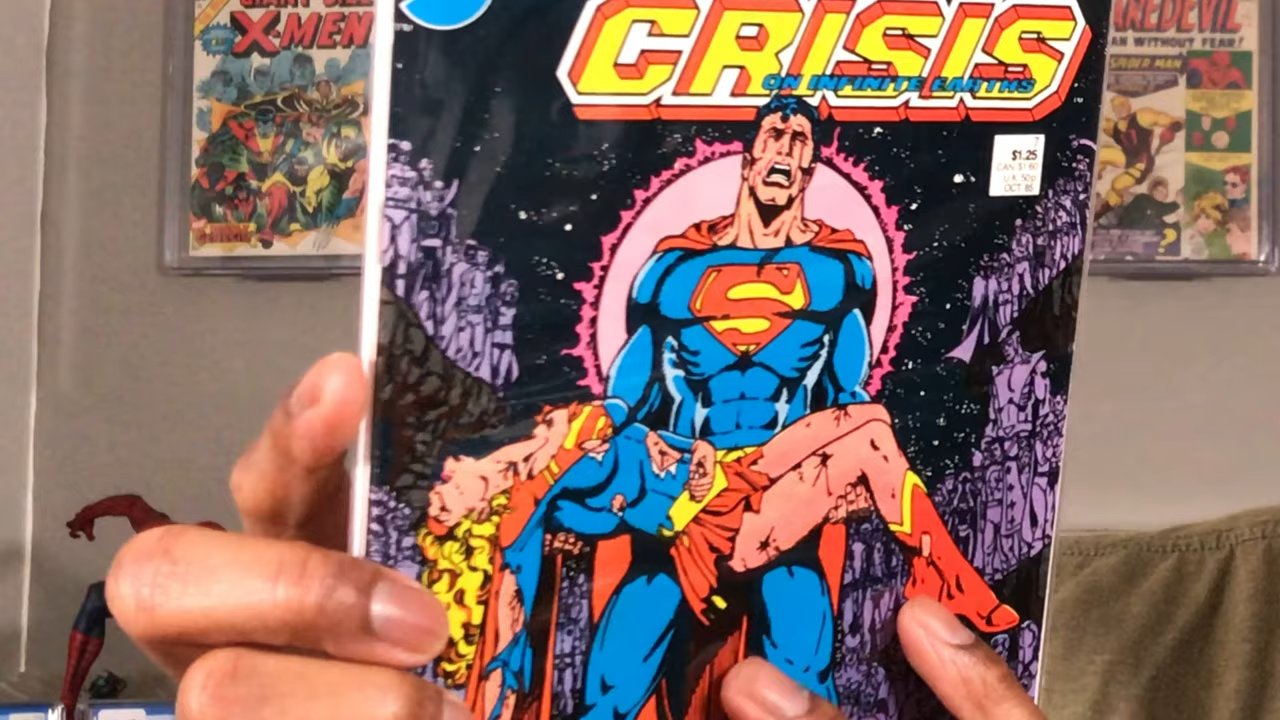 GIANT-SIZE
X-MEN
CRISIS
ON INFINITE EARTHS
7
$1.25
CAN $1.60
U.K. 50p
OCT 85
S
DAREDEVIL
MAN WITHOUT FEAR!
SPIDER-MAN
?